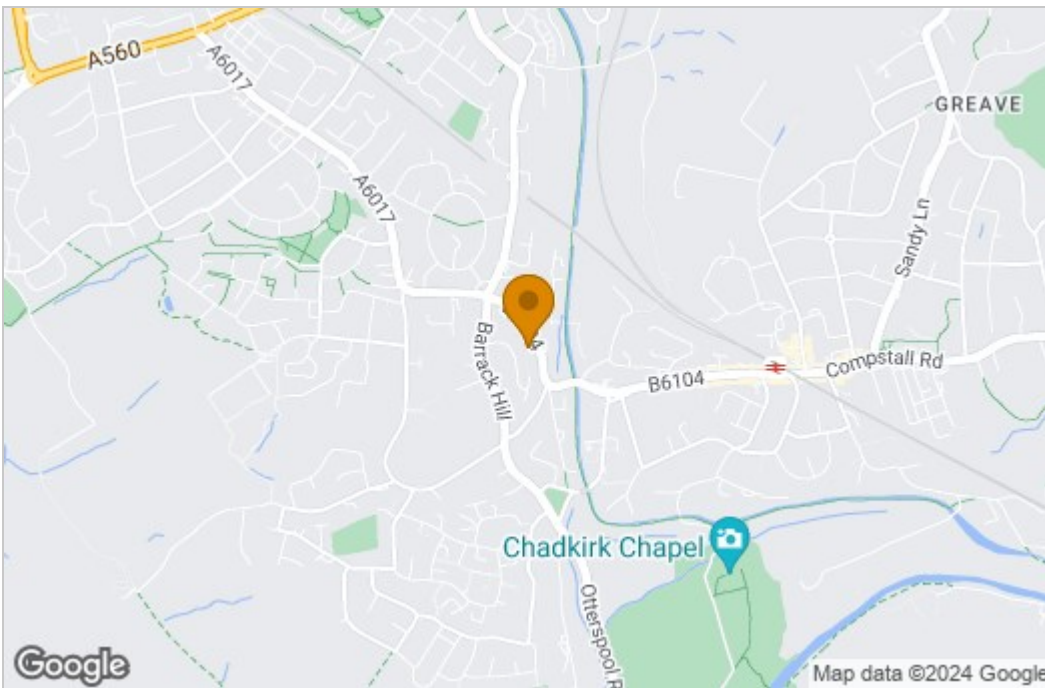 A560
A6017
GREAVE
A6017
Sandy Ln
Barrack Hill
Compstall Rd
B6104
Chadkirk Chapel
Otterspool R
Google
Map data ©2024 Google